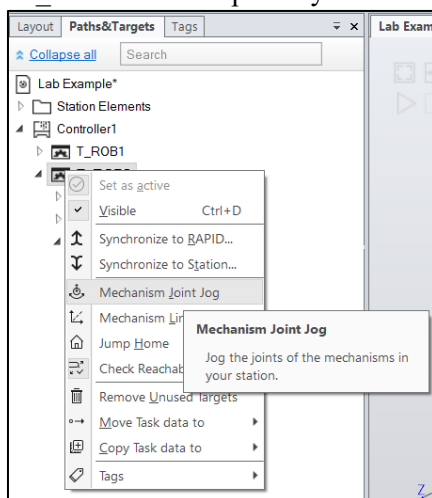 Layout Paths&Targets Tags
Lab Exam
Collapse all Search
Lab Example*
Station Elements
Controller1
T_ROB1
Set as active
Visible Ctrl+D
Synchronize to RAPID...
Synchronize to Station...
Mechanism Joint Jog
Mechanism Lin
Mechanism Joint Jog
Jump Home
Jog the joints of the mechanisms in
your station.
Check Reachab
Remove Unused Targets
Move Task data to
Copy Task data to
Tags
Z